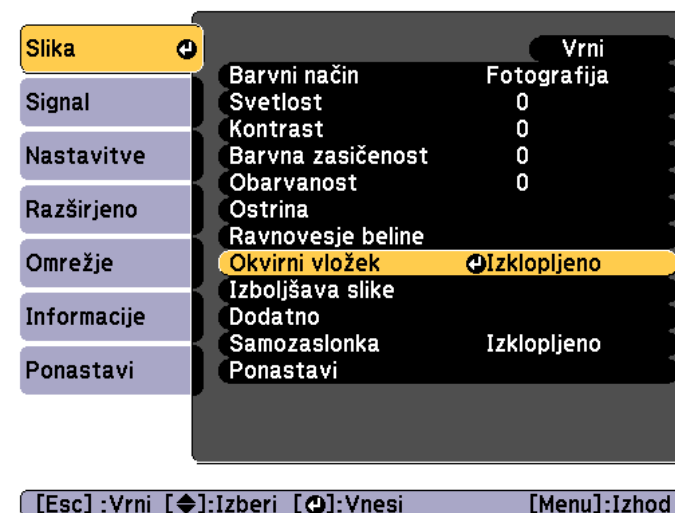 Slika
Signal
Nastavitve
Razširjeno
Omrežje
Informacije
Ponastavi
Vrni
Barvni način Fotografija
Svetlost 0
Kontrast 0
Barvna zasičenost 0
Obarvanost 0
Ostrina
Ravnovesje beline
Okvirni vložek Izklopljeno
Izboljšava slike
Dodatno
Samozaslonka Izklopljeno
Ponastavi
[Esc] :Vrni [◆]:Izberi [⏎]:Vnesi [Menu]:Izhod